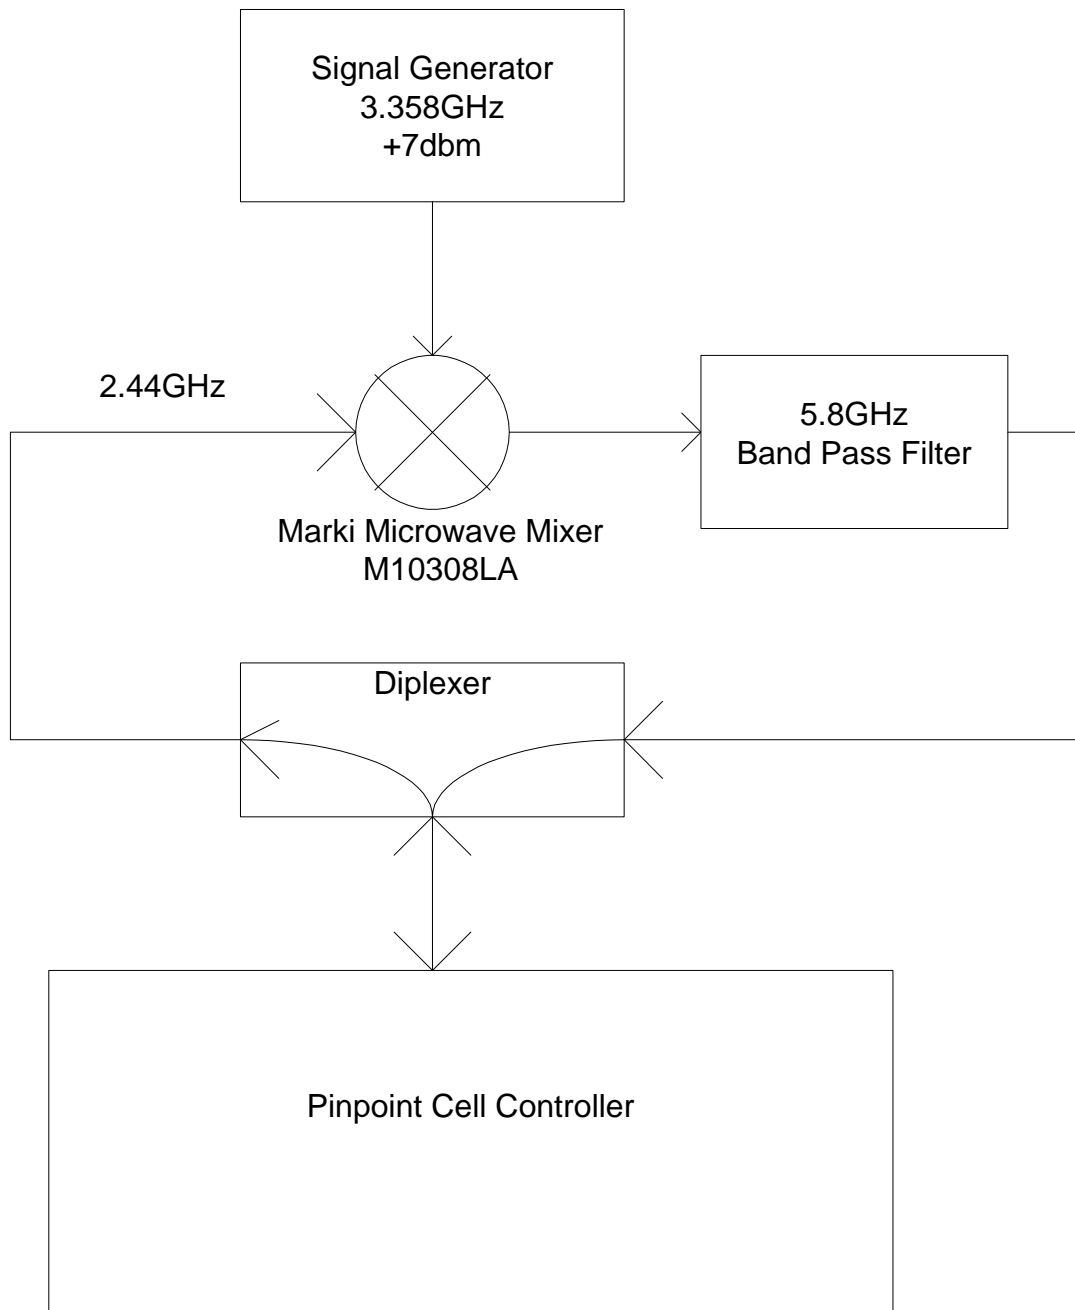 Signal Generator
3.358GHz
+7dbm
2.44GHz
5.8GHz
Band Pass Filter
Marki Microwave Mixer
M10308LA
Diplexer
Pinpoint Cell Controller